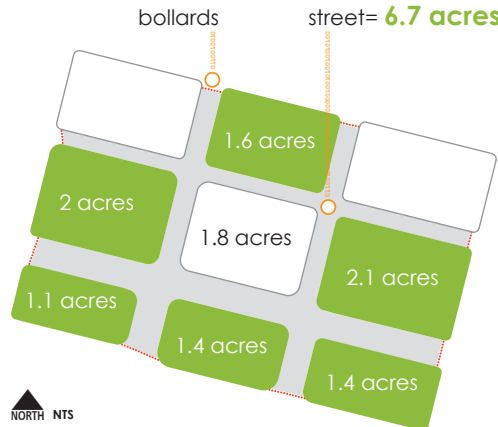 bollards
street= 6.7 acres
1.6 acres
2 acres
1.8 acres
2.1 acres
1.1 acres
1.4 acres
1.4 acres
NORTH NTS